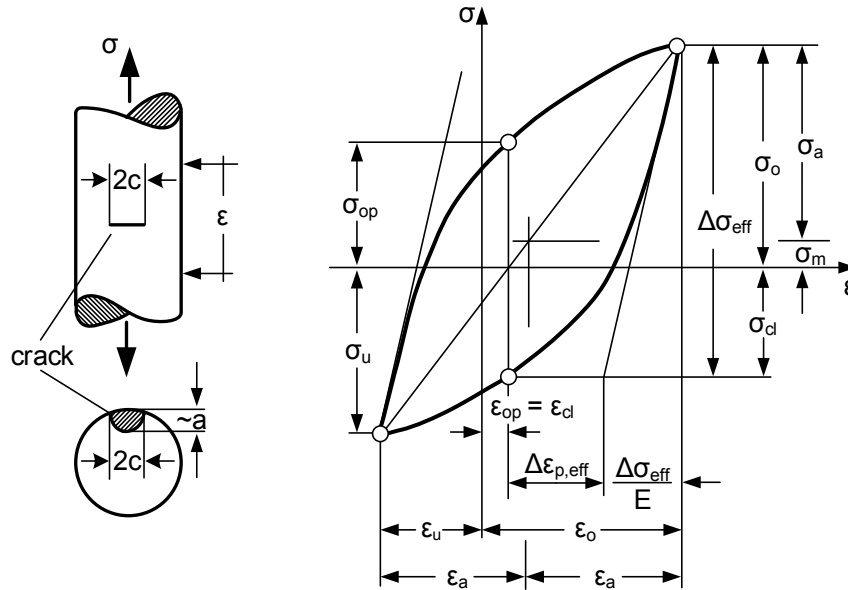 σ
2c
ε
crack
~a
2c
σ
σop
σu
εop = εcl
Δσeff
σo
σa
σm
ε
σcl
Δεp,eff
Δσeff
E
εu
εo
εa
εa